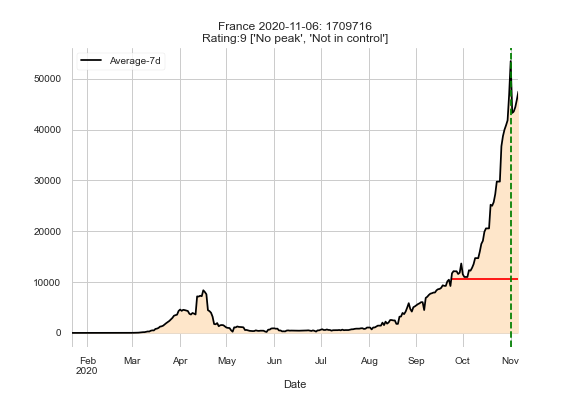 France 2020-11-06: 1709716
Rating:9 ['No peak', 'Not in control']
Average-7d
50000
40000
30000
20000
10000
0
Feb Mar Apr May Jun Jul Aug Sep Oct Nov
2020
Date